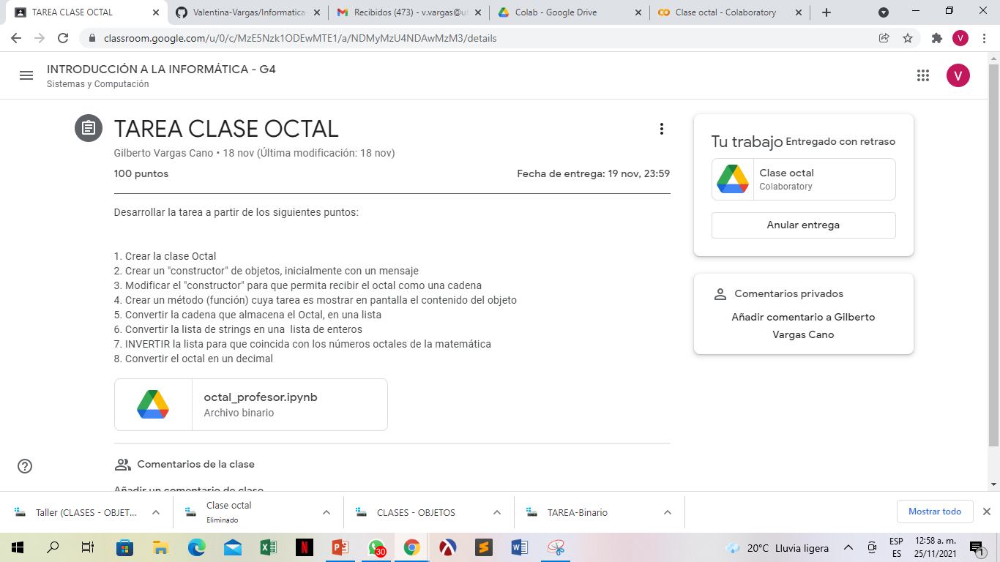 TAREA CLASE OCTAL
Valentina-Vargas/Informatica-
Recibidos (473) - v.vargas@ut
Colab - Google Drive
Clase octal - Colaboratory
classroom.google.com/u/0/c/MzE5Nzk1ODEwMTE1/a/NDMyMzU4NDAwMzM3/details
V
INTRODUCCIÓN A LA INFORMÁTICA - G4
Sistemas y Computación
V
TAREA CLASE OCTAL
Gilberto Vargas Cano • 18 nov (Última modificación: 18 nov)
100 puntos
Fecha de entrega: 19 nov, 23:59
Desarrollar la tarea a partir de los siguientes puntos:
1. Crear la clase Octal
2. Crear un "constructor" de objetos, inicialmente con un mensaje
3. Modificar el "constructor" para que permita recibir el octal como una cadena
4. Crear un método (función) cuya tarea es mostrar en pantalla el contenido del objeto
5. Convertir la cadena que almacena el Octal, en una lista
6. Convertir la lista de strings en una  lista de enteros
7. INVERTIR la lista para que coincida con los números octales de la matemática
8. Convertir el octal en un decimal
octal_profesor.ipynb
Archivo binario
Comentarios de la clase
Añadir un comentario de clase
Tu trabajo
Entregado con retraso
Clase octal
Colaboratory
Anular entrega
Comentarios privados
Añadir comentario a Gilberto
Vargas Cano
Taller (CLASES - OBJET...
Clase octal
Eliminado
CLASES - OBJETOS
TAREA-Binario
Mostrar todo
30
20°C Lluvia ligera
ESP
ES
12:58 a. m.
25/11/2021
1